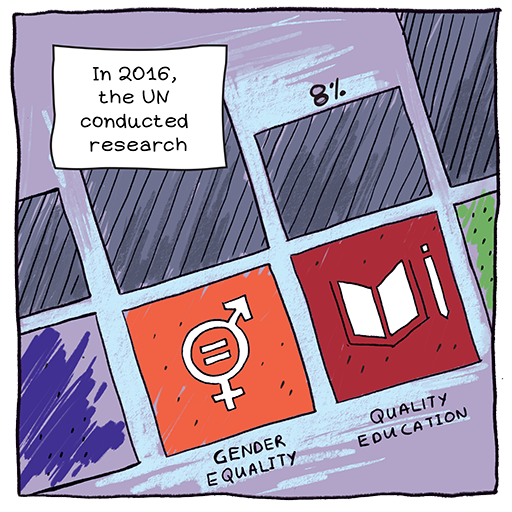 In 2016,
the UN
conducted
research
8%
GENDER
EQUALITY
QUALITY
EDUCATION